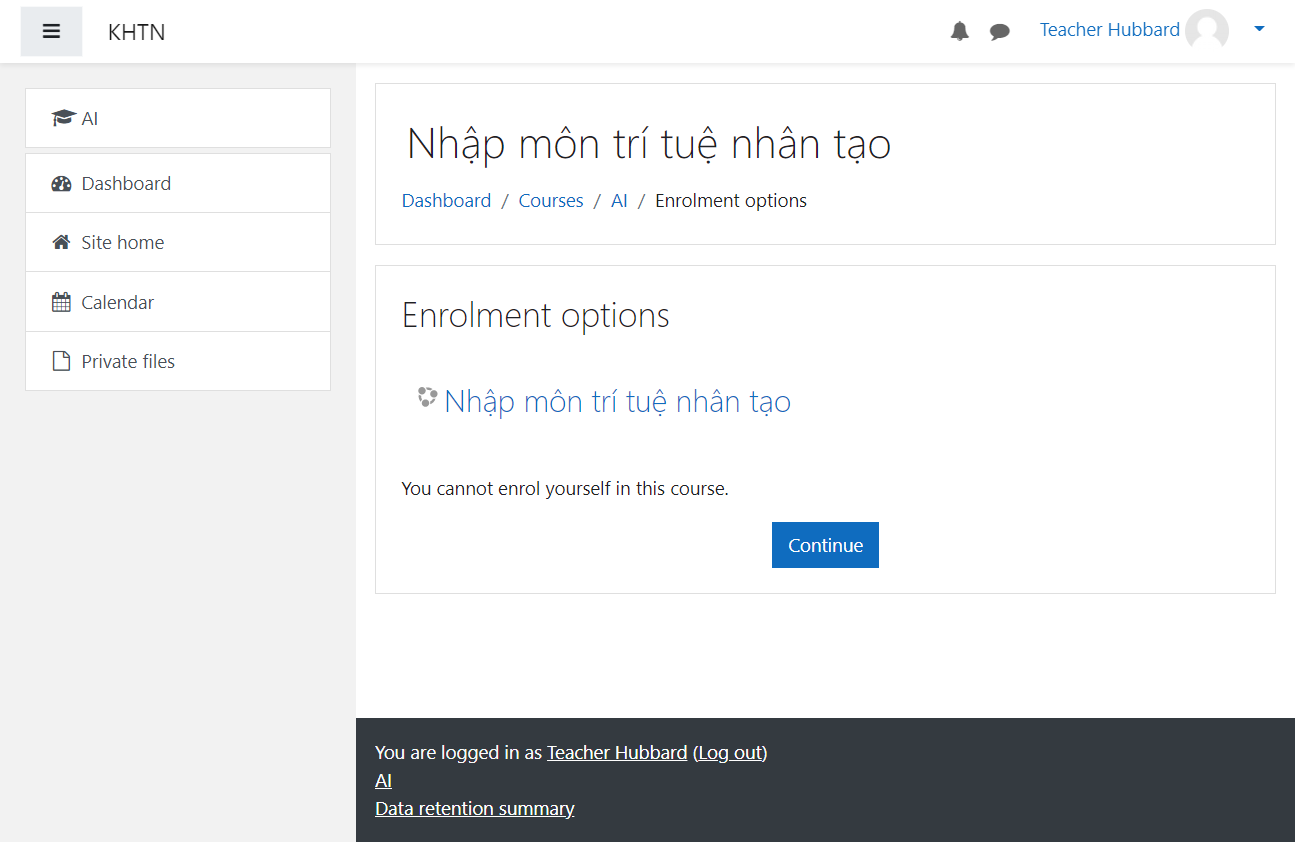 KHTN
Teacher Hubbard
AI
Dashboard
Site home
Calendar
Private files
Nhập môn trí tuệ nhân tạo
Dashboard / Courses / AI / Enrolment options
Enrolment options
Nhập môn trí tuệ nhân tạo
You cannot enrol yourself in this course.
Continue
You are logged in as Teacher Hubbard (Log out)
AI
Data retention summary